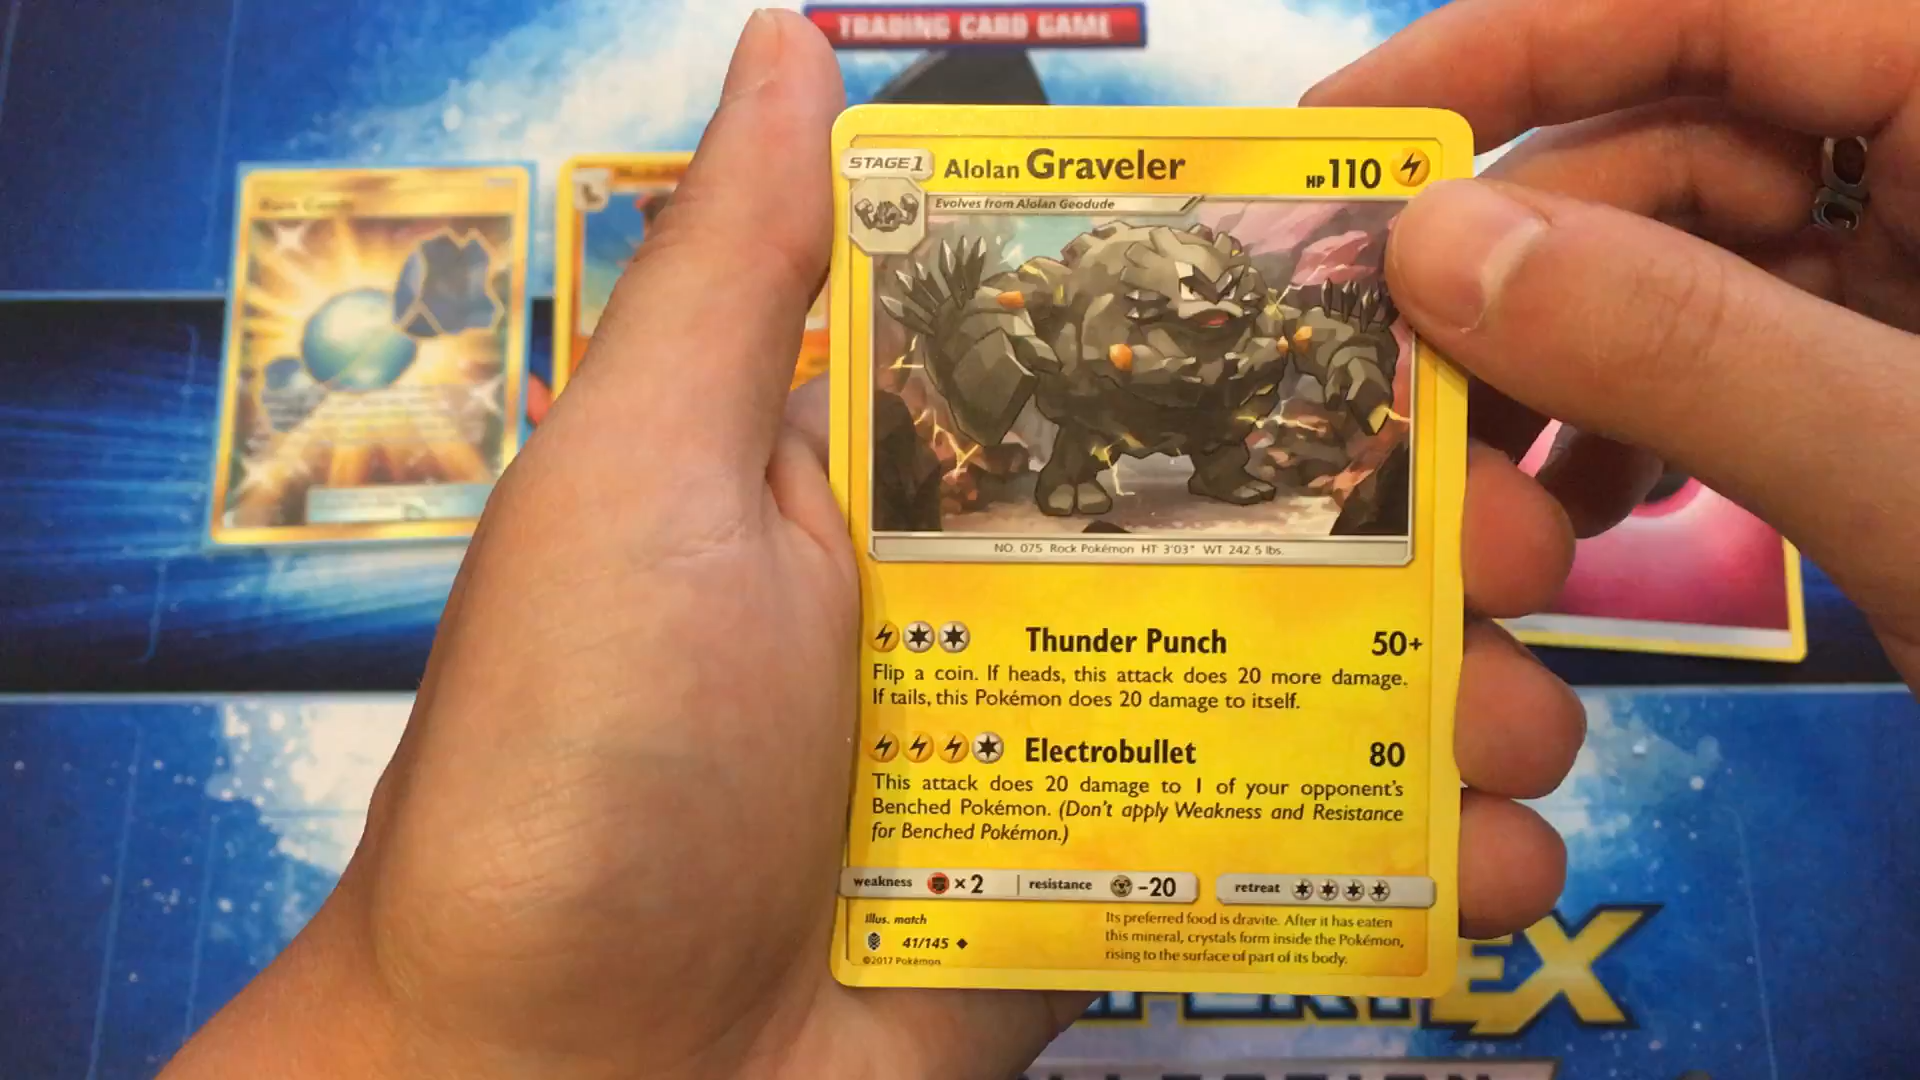 TRADING CARD GAME
STAGE1
Alolan Graveler
HP 110
Evolves from Alolan Geodude
NO. 075 Rock Pokémon HT: 3'03" WT: 242.5 lbs.
Thunder Punch 50+
Flip a coin. If heads, this attack does 20 more damage.
If tails, this Pokémon does 20 damage to itself.
Electrobullet 80
This attack does 20 damage to 1 of your opponent's
Benched Pokémon. (Don't apply Weakness and Resistance
for Benched Pokémon.)
weakness ×2 resistance -20 retreat
Illus. match
41/145
©2017 Pokémon
Its preferred food is dravite. After it has eaten
this mineral, crystals form inside the Pokémon,
rising to the surface of part of its body.
EX